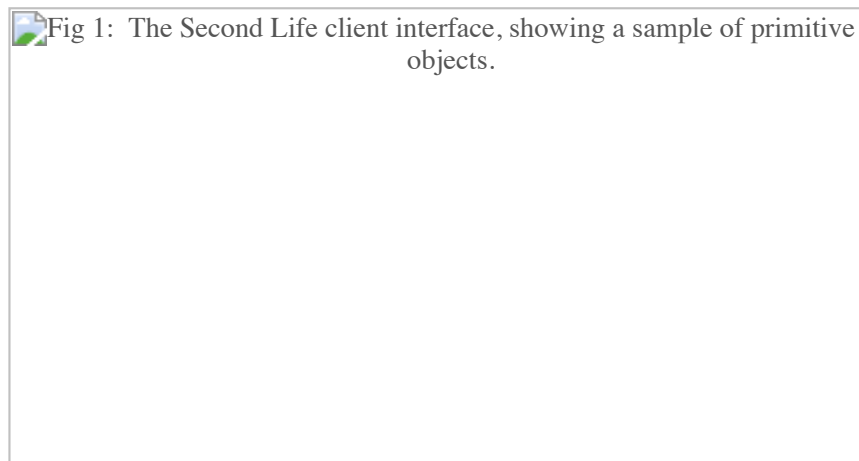 Fig 1: The Second Life client interface, showing a sample of primitive
objects.